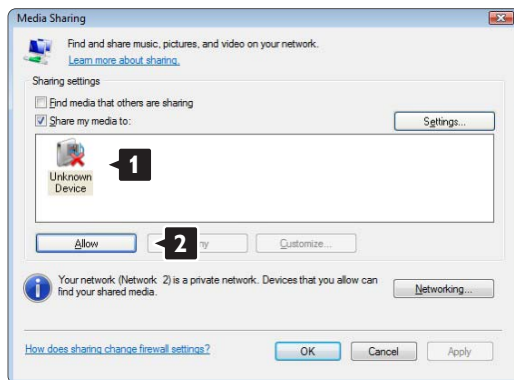 Media Sharing
Find and share music, pictures, and video on your network.
Learn more about sharing.
Sharing settings
Find media that others are sharing
Share my media to:
Settings...
1
Unknown
Device
Allow
2
ny
Customize...
Your network (Network 2) is a private network. Devices that you allow can
find your shared media.
Networking...
How does sharing change firewall settings?
OK
Cancel
Apply